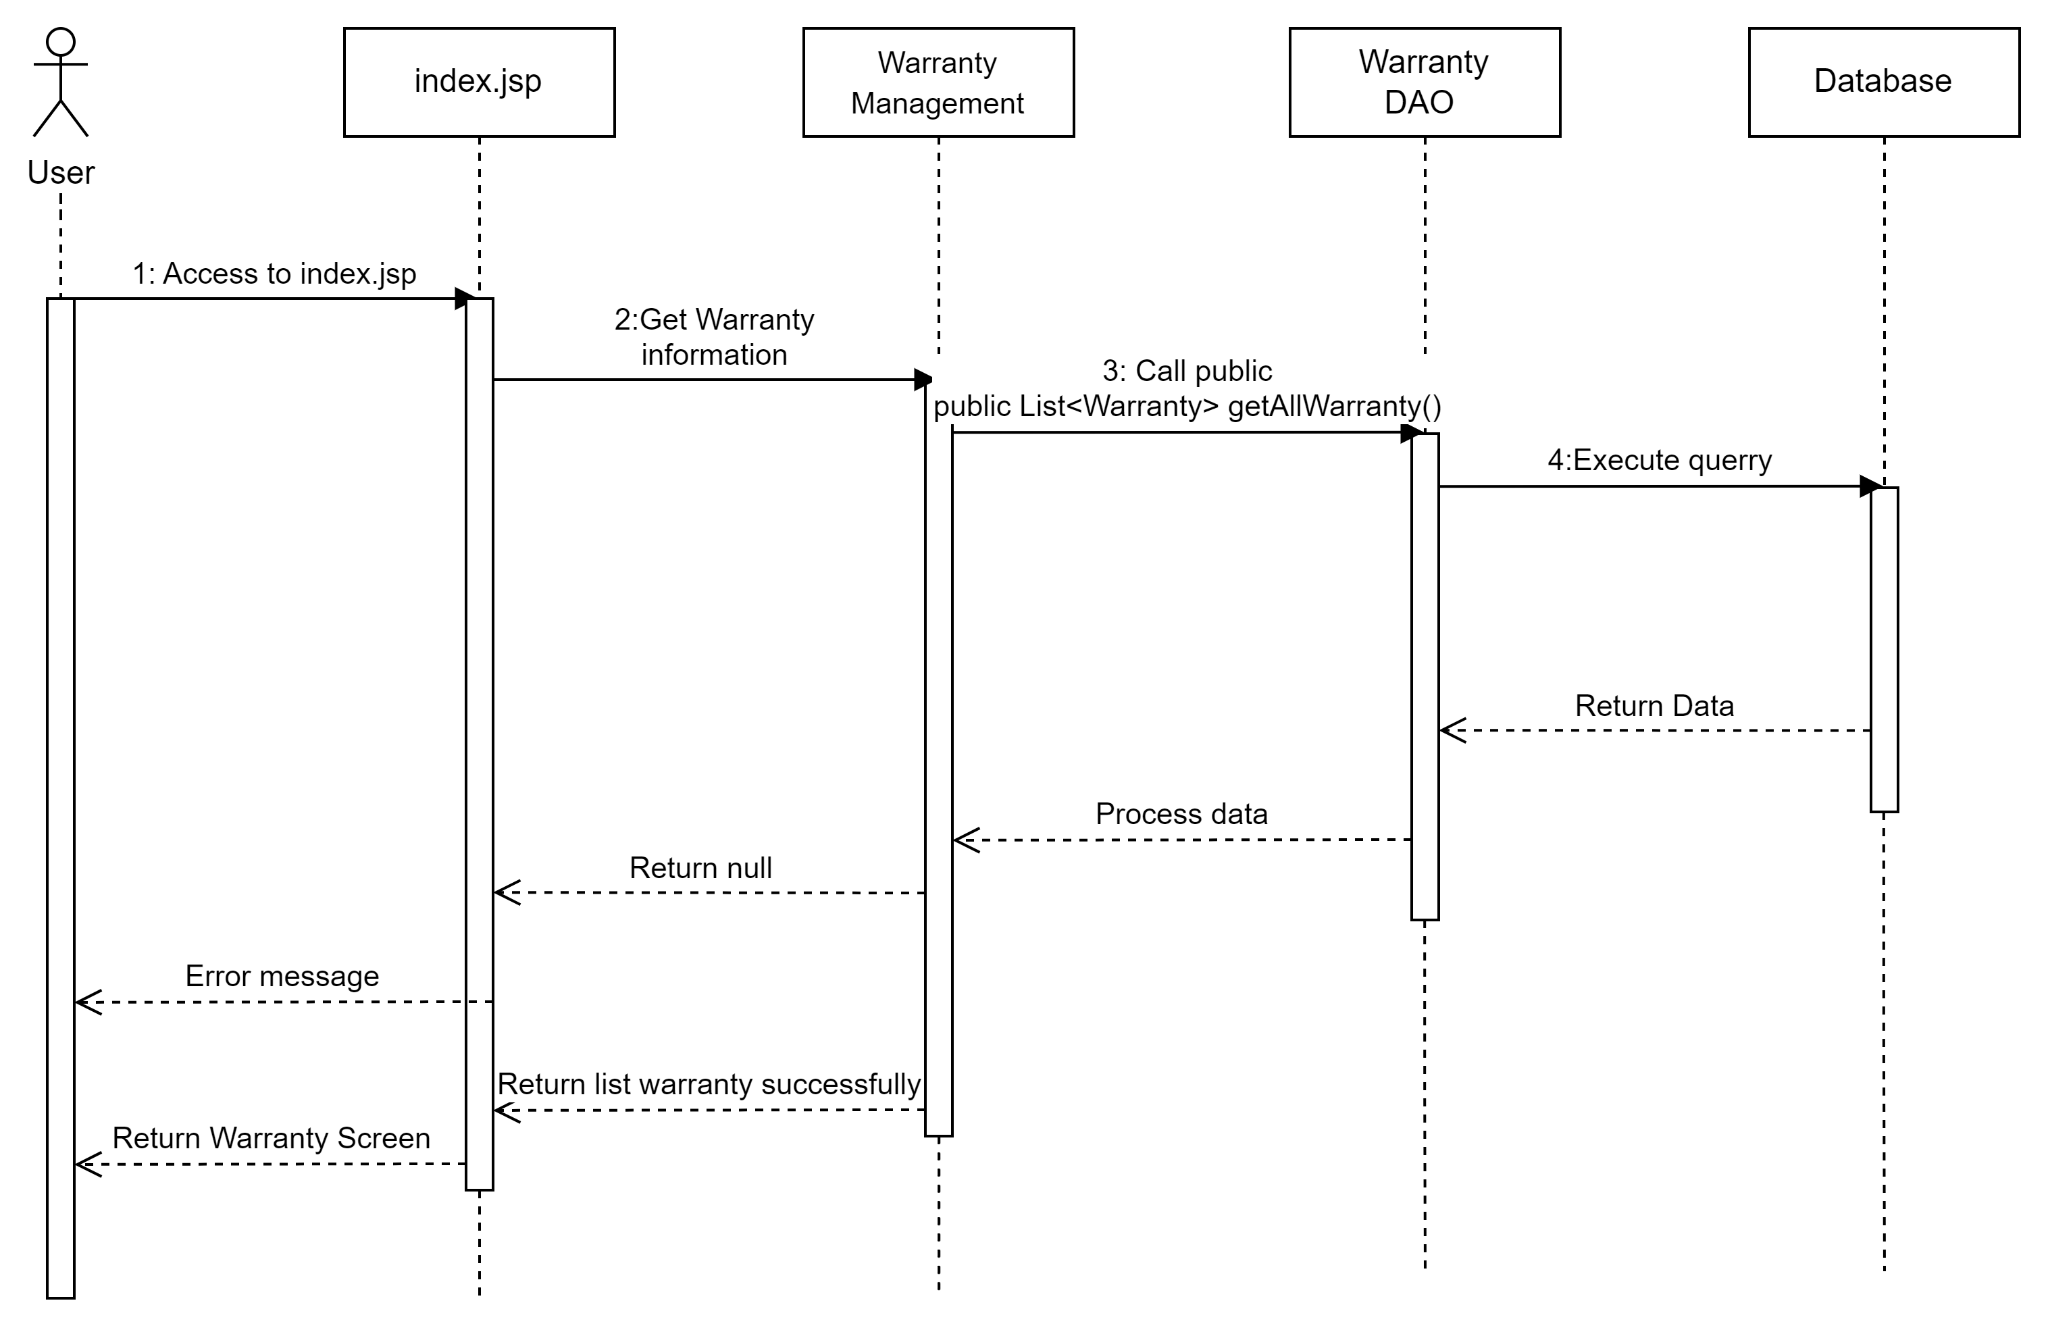 User
index.jsp
Warranty
Management
Warranty
DAO
Database
1: Access to index.jsp
2:Get Warranty
information
3: Call public
public List<Warranty> getAllWarranty()
4:Execute querry
Return Data
Process data
Return null
Error message
Return list warranty successfully
Return Warranty Screen